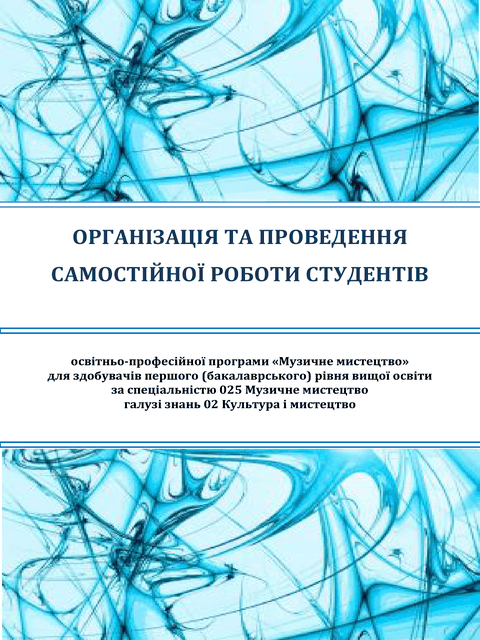 ОРГАНІЗАЦІЯ ТА ПРОВЕДЕННЯ
САМОСТІЙНОЇ РОБОТИ СТУДЕНТІВ
освітньо-професійної програми «Музичне мистецтво»
для здобувачів першого (бакалаврського) рівня вищої освіти
за спеціальністю 025 Музичне мистецтво
галузі знань 02 Культура і мистецтво